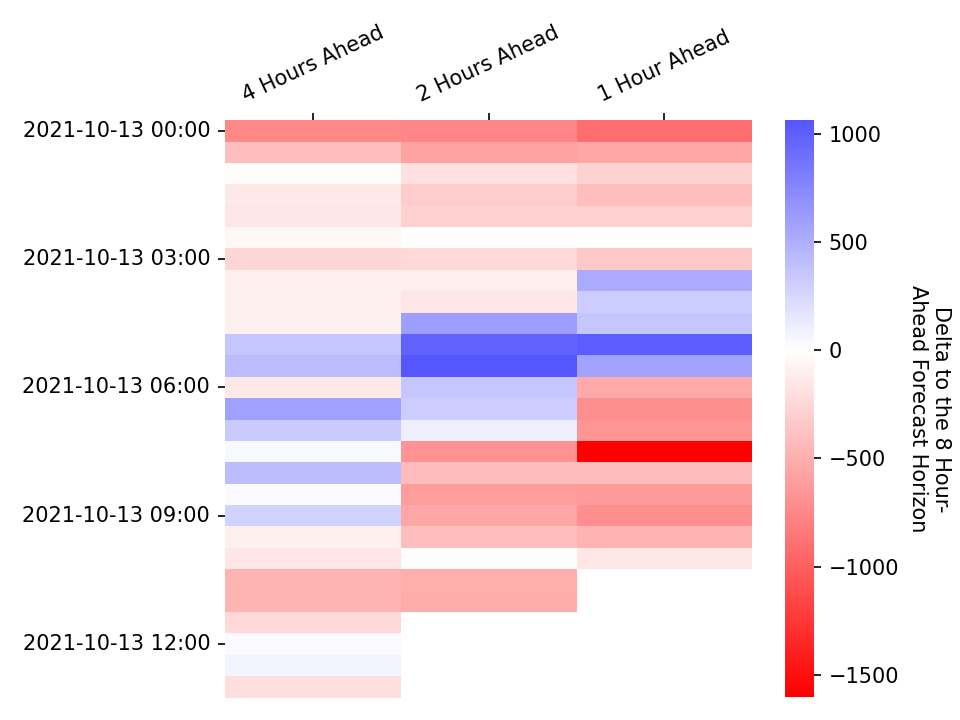 4 Hours Ahead
2 Hours Ahead
1 Hour Ahead
2021-10-13 00:00
2021-10-13 03:00
2021-10-13 06:00
2021-10-13 09:00
2021-10-13 12:00
1000
500
0
−500
−1000
−1500
Delta to the 8 Hour-
Ahead Forecast Horizon